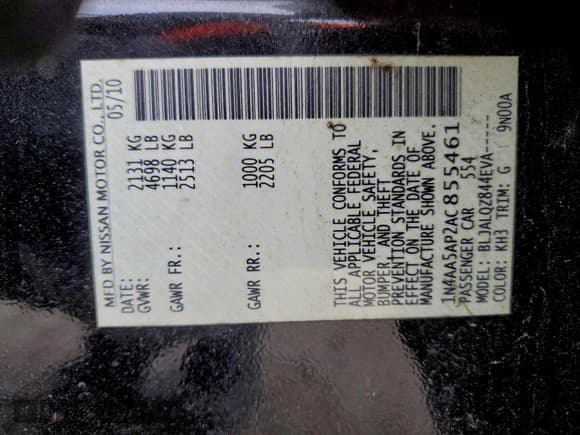 MFD BY NISSAN MOTOR CO., LTD.
DATE: 05/10
GVWR: 2131 KG
4698 LB
GAWR FR.: 1140 KG
2513 LB
GAWR RR.: 1000 KG
2205 LB
THIS VEHICLE CONFORMS TO
ALL APPLICABLE FEDERAL
MOTOR VEHICLE SAFETY,
BUMPER, AND THEFT
PREVENTION STANDARDS IN
EFFECT ON THE DATE OF
MANUFACTURE SHOWN ABOVE.
1N4AA5AP2AC855461
PASSENGER CAR 554
MODEL: BLJALQZ844EVA-----
COLOR: KH3 TRIM: G 9N00A